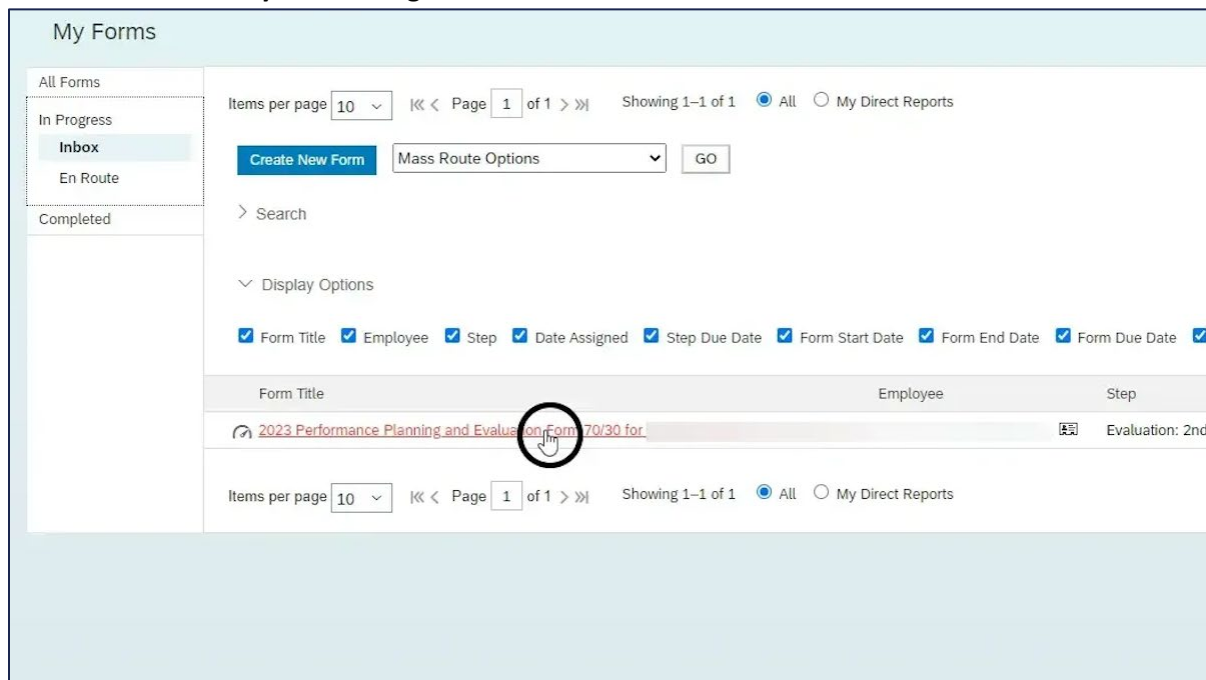 My Forms
All Forms
In Progress
Inbox
En Route
Completed
Items per page 10 Page 1 of 1 Showing 1–1 of 1 All My Direct Reports
Create New Form Mass Route Options GO
Search
Display Options
Form Title Employee Step Date Assigned Step Due Date Form Start Date Form End Date Form Due Date
Form Title Employee Step
2023 Performance Planning and Evaluation Form 70/30 for Evaluation: 2nd
Items per page 10 Page 1 of 1 Showing 1–1 of 1 All My Direct Reports